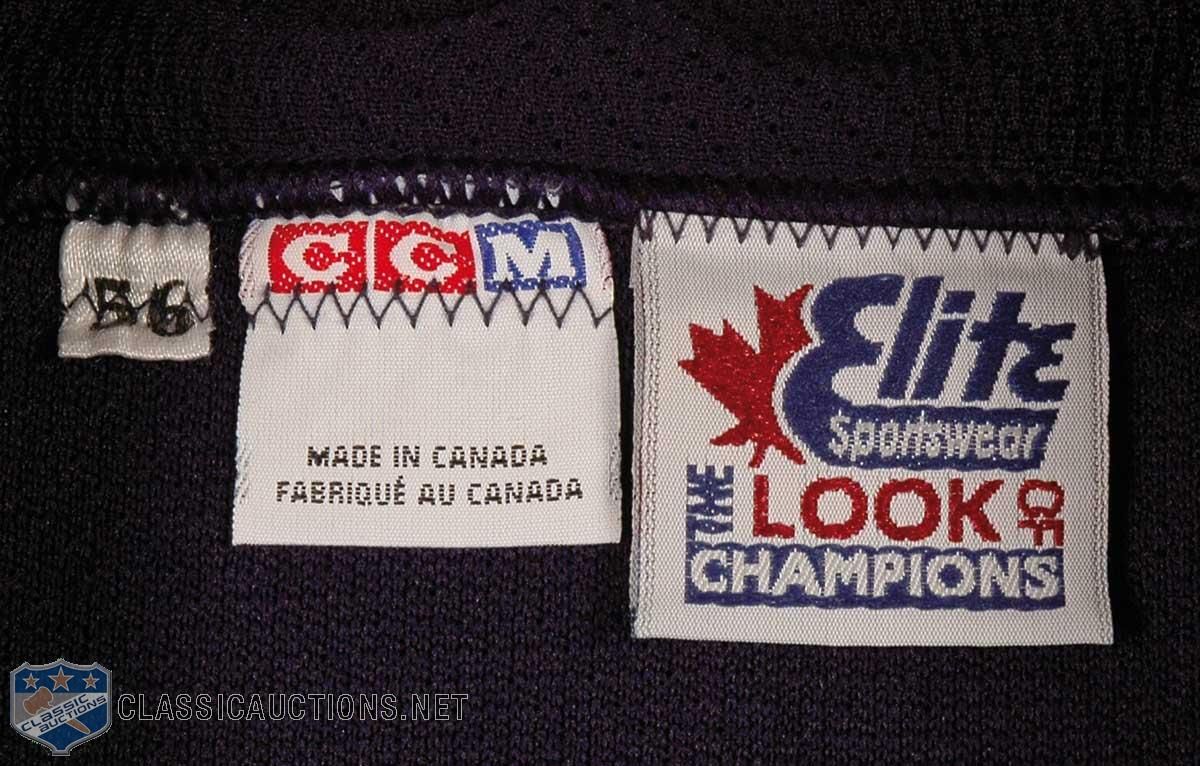 56
CCM
MADE IN CANADA
FABRIQUÉ AU CANADA
Elite
Sportswear
THE LOOK OF
CHAMPIONS
CLASSIC
AUCTIONS
CLASSICAUCTIONS.NET